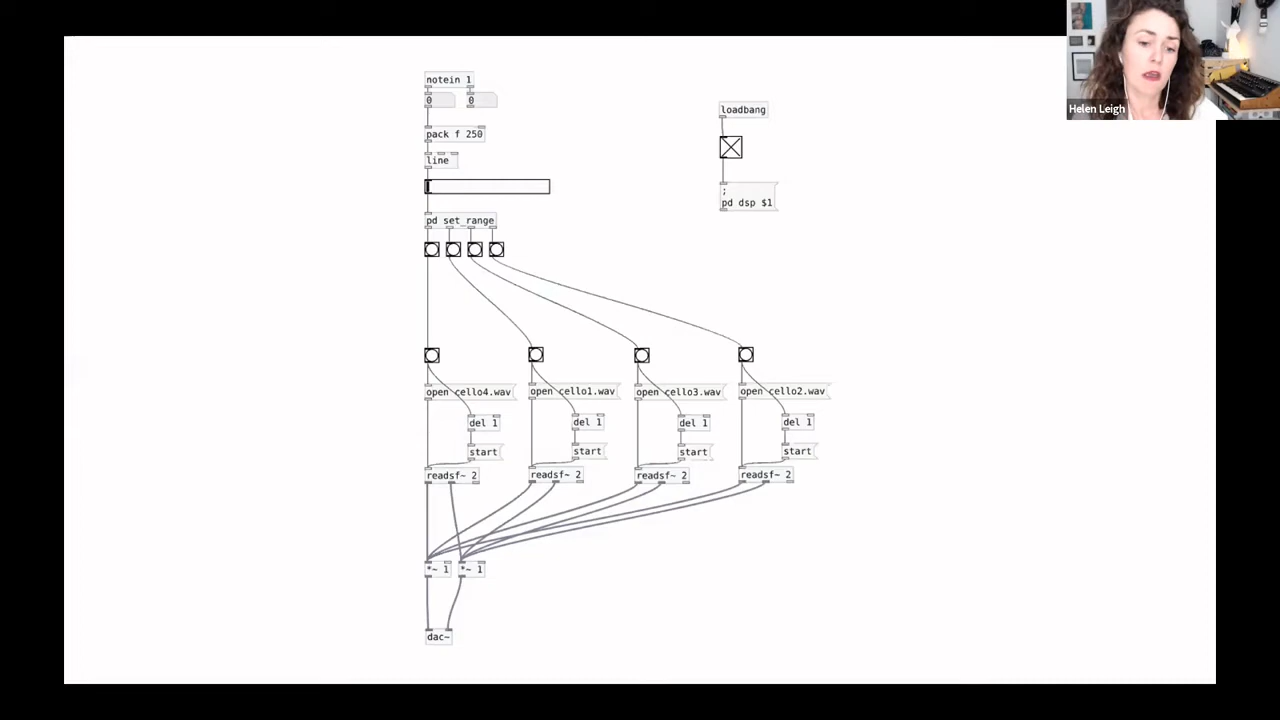 notein 1
0
0
pack f 250
line
pd set_range
loadbang
;
pd dsp $1
open cello4.wav
open cello1.wav
open cello3.wav
open cello2.wav
del 1
del 1
del 1
del 1
start
start
start
start
readsf~ 2
readsf~ 2
readsf~ 2
readsf~ 2
*~ 1
*~ 1
dac~
Helen Leigh